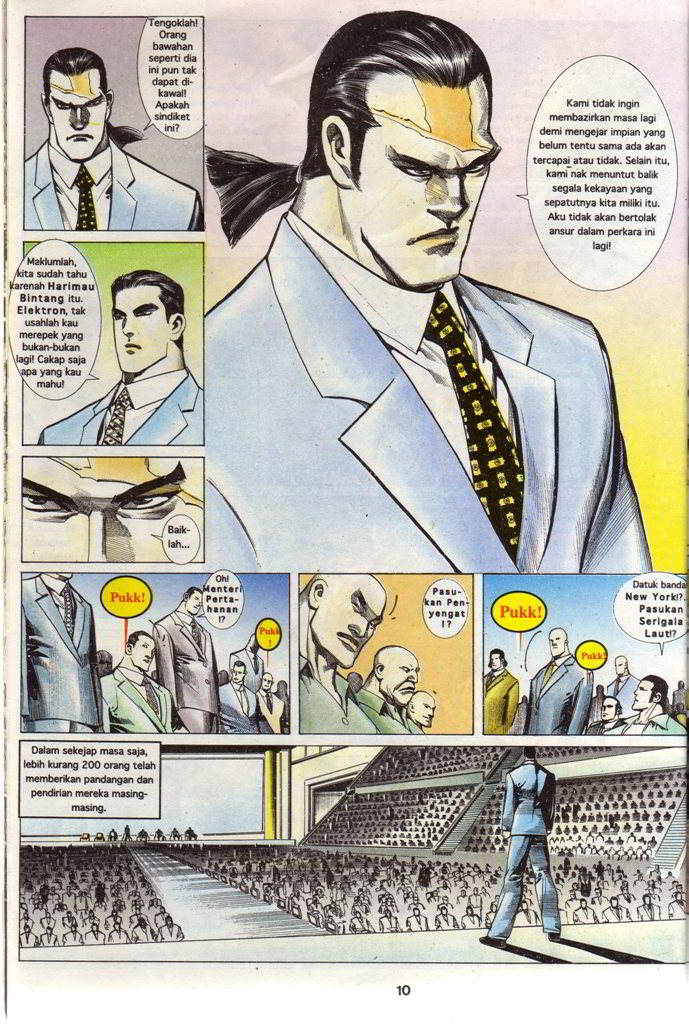 Tengoklah!
Orang
bawahan
seperti dia
ini pun tak
dapat di-
kawal!
Apakah
sindiket
ini?
Kami tidak ingin
membazirkan masa lagi
demi mengejar impian yang
belum tentu sama ada akan
tercapai atau tidak. Selain itu,
kami nak menuntut balik
segala kekayaan yang
sepatutnya kita miliki itu.
Aku tidak akan bertolak
ansur dalam perkara ini
lagi!
Maklumlah,
kita sudah tahu
karenah Harimau
Bintang itu.
Elektron, tak
usahlah kau
merepek yang
bukan-bukan
lagi! Cakap saja
apa yang kau
mahu!
Baik-
lah...
Pukk!
Oh!
Menteri
Perta-
hanan
!?
Pukk
!
Pasu-
kan Pen-
yengat
!?
Pukk!
Pukk!
Datuk banda
New York!?
Pasukan
Serigala
Laut!?
Dalam sekejap masa saja,
lebih kurang 200 orang telah
memberikan pandangan dan
pendirian mereka masing-
masing.
10